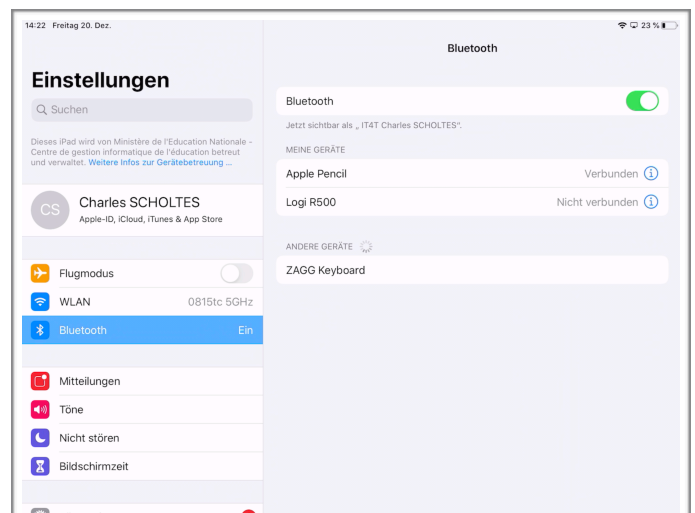 14:22 Freitag 20. Dez.
23 %
Einstellungen
Suchen
Dieses iPad wird von Ministère de l'Education Nationale -
Centre de gestion informatique de l'éducation betreut
und verwaltet. Weitere Infos zur Gerätebetreuung ...
CS
Charles SCHOLTES
Apple-ID, iCloud, iTunes & App Store
Flugmodus
WLAN 0815tc 5GHz
Bluetooth Ein
Mitteilungen
Töne
Nicht stören
Bildschirmzeit
Bluetooth
Bluetooth
Jetzt sichtbar als „ IT4T Charles SCHOLTES".
MEINE GERÄTE
Apple Pencil Verbunden
Logi R500 Nicht verbunden
ANDERE GERÄTE
ZAGG Keyboard